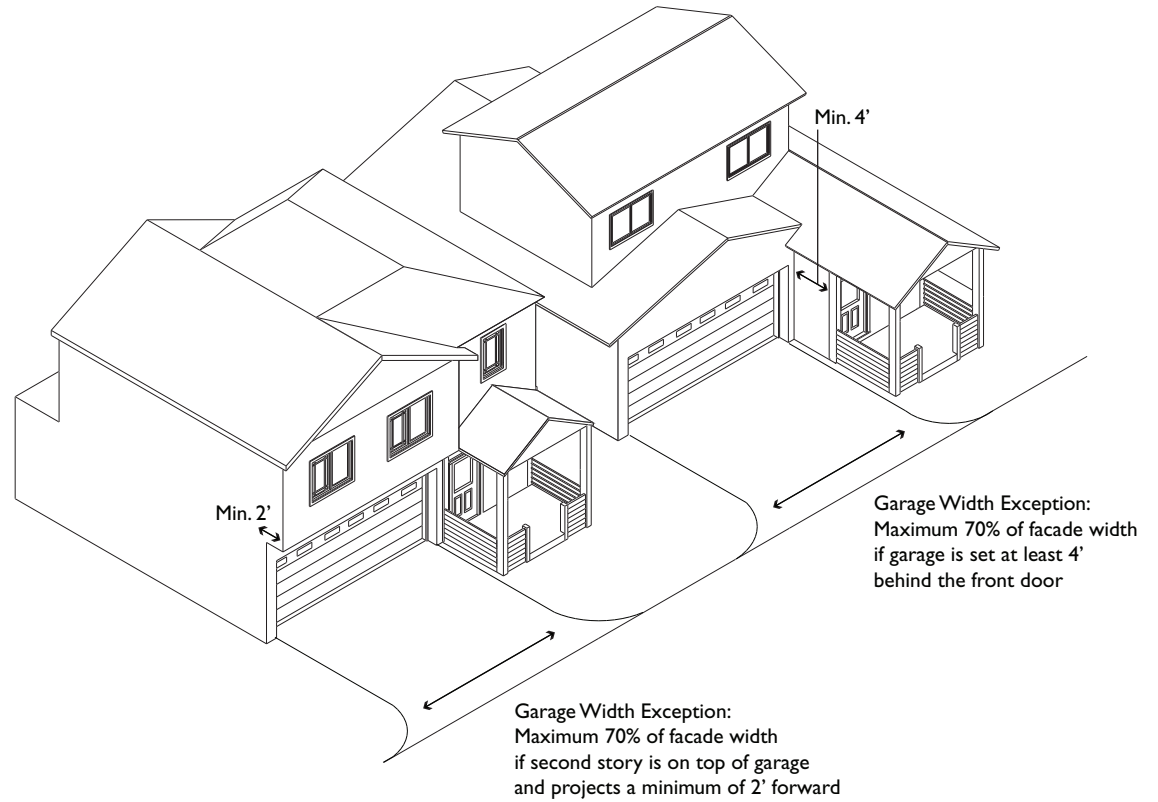 Min. 4’
Min. 2’
Garage Width Exception:
Maximum 70% of facade width
if garage is set at least 4’
behind the front door
Garage Width Exception:
Maximum 70% of facade width
if second story is on top of garage
and projects a minimum of 2’ forward